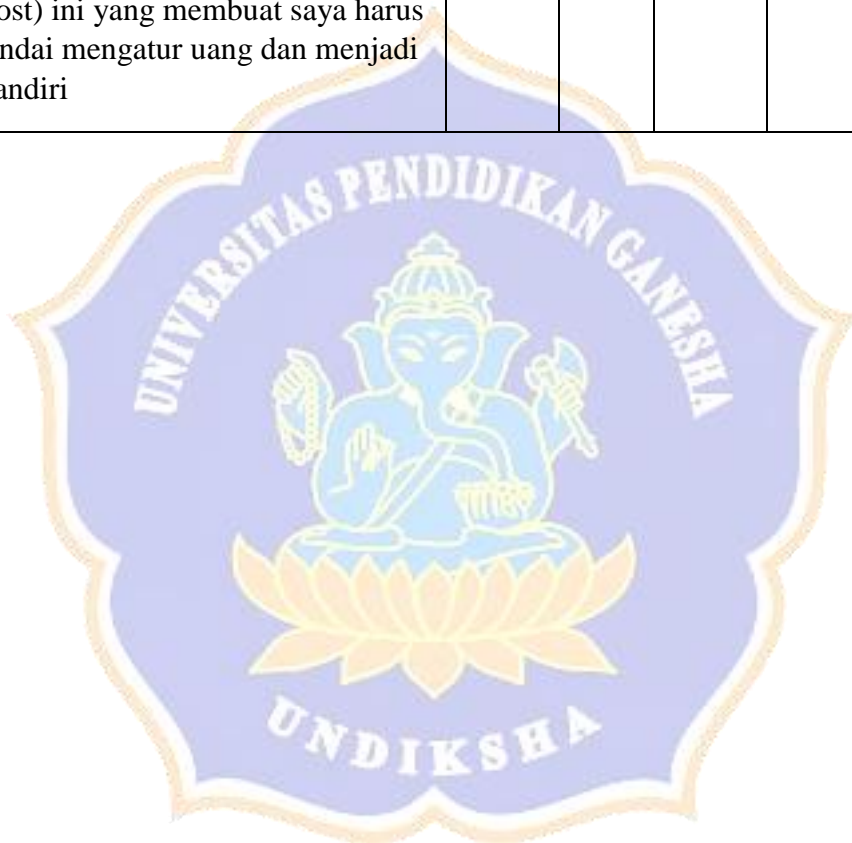 ost) ini yang membuat saya harus
ndai mengatur uang dan menjadi
andiri
UNIVERSITAS PENDIDIKAN GANESHA
UNDIKSHA